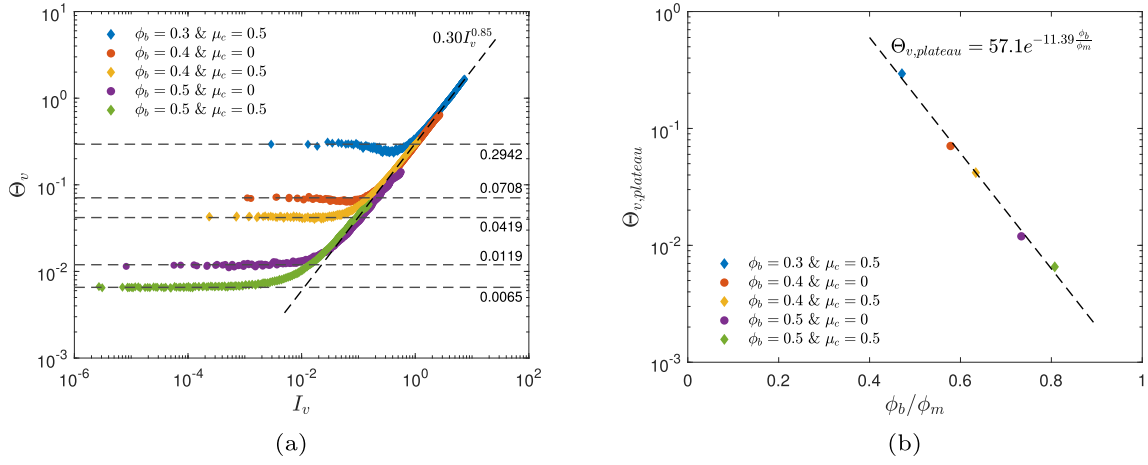 10^1
10^0
10^-1
10^-2
10^-3
Θ_v
ϕ_b = 0.3 & μ_c = 0.5
ϕ_b = 0.4 & μ_c = 0
ϕ_b = 0.4 & μ_c = 0.5
ϕ_b = 0.5 & μ_c = 0
ϕ_b = 0.5 & μ_c = 0.5
0.30I_v^0.85
0.2942
0.0708
0.0419
0.0119
0.0065
10^-6
10^-4
10^-2
10^0
10^2
I_v
(a)
10^0
10^-1
10^-2
10^-3
Θ_v,plateau
Θ_v,plateau = 57.1e^-11.39 ϕ_b/ϕ_m
ϕ_b = 0.3 & μ_c = 0.5
ϕ_b = 0.4 & μ_c = 0
ϕ_b = 0.4 & μ_c = 0.5
ϕ_b = 0.5 & μ_c = 0
ϕ_b = 0.5 & μ_c = 0.5
0
0.2
0.4
0.6
0.8
1
ϕ_b/ϕ_m
(b)